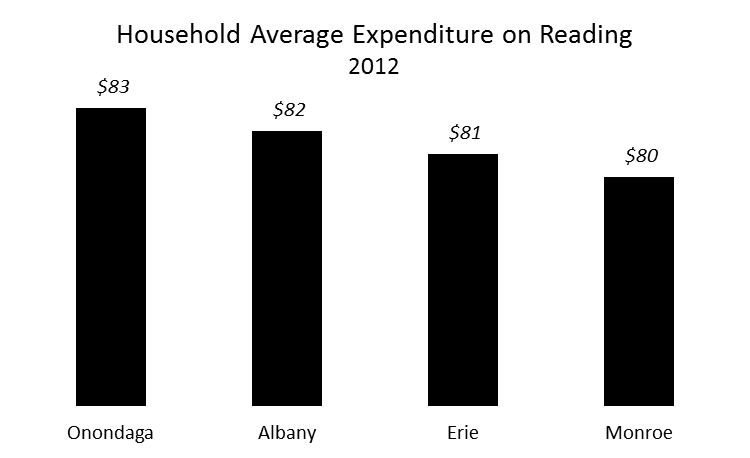 Household Average Expenditure on Reading
2012
$83
$82
$81
$80
Onondaga
Albany
Erie
Monroe